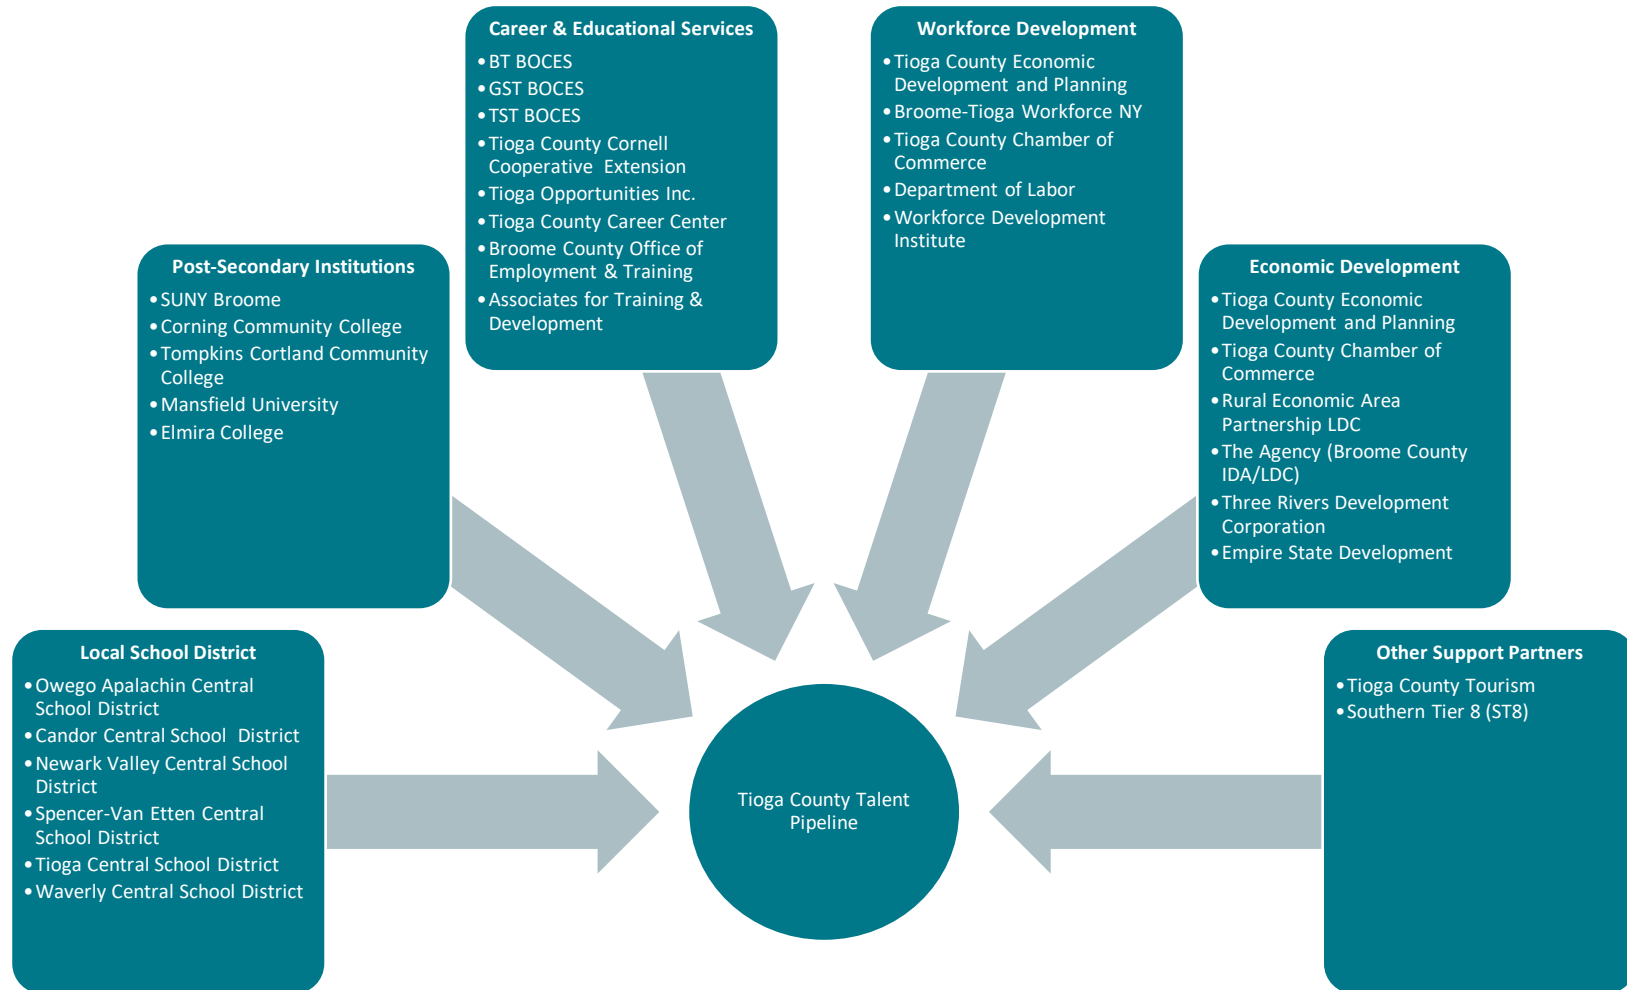 Career & Educational Services
• BT BOCES
• GST BOCES
• TST BOCES
• Tioga County Cornell
Cooperative Extension
• Tioga Opportunities Inc.
• Tioga County Career Center
• Broome County Office of
Employment & Training
• Associates for Training &
Development
Workforce Development
• Tioga County Economic
Development and Planning
• Broome-Tioga Workforce NY
• Tioga County Chamber of
Commerce
• Department of Labor
• Workforce Development
Institute
Post-Secondary Institutions
• SUNY Broome
• Corning Community College
• Tompkins Cortland Community
College
• Mansfield University
• Elmira College
Economic Development
• Tioga County Economic
Development and Planning
• Tioga County Chamber of
Commerce
• Rural Economic Area
Partnership LDC
• The Agency (Broome County
IDA/LDC)
• Three Rivers Development
Corporation
• Empire State Development
Local School District
• Owego Apalachin Central
School District
• Candor Central School District
• Newark Valley Central School
District
• Spencer-Van Etten Central
School District
• Tioga Central School District
• Waverly Central School District
Tioga County Talent
Pipeline
Other Support Partners
• Tioga County Tourism
• Southern Tier 8 (ST8)